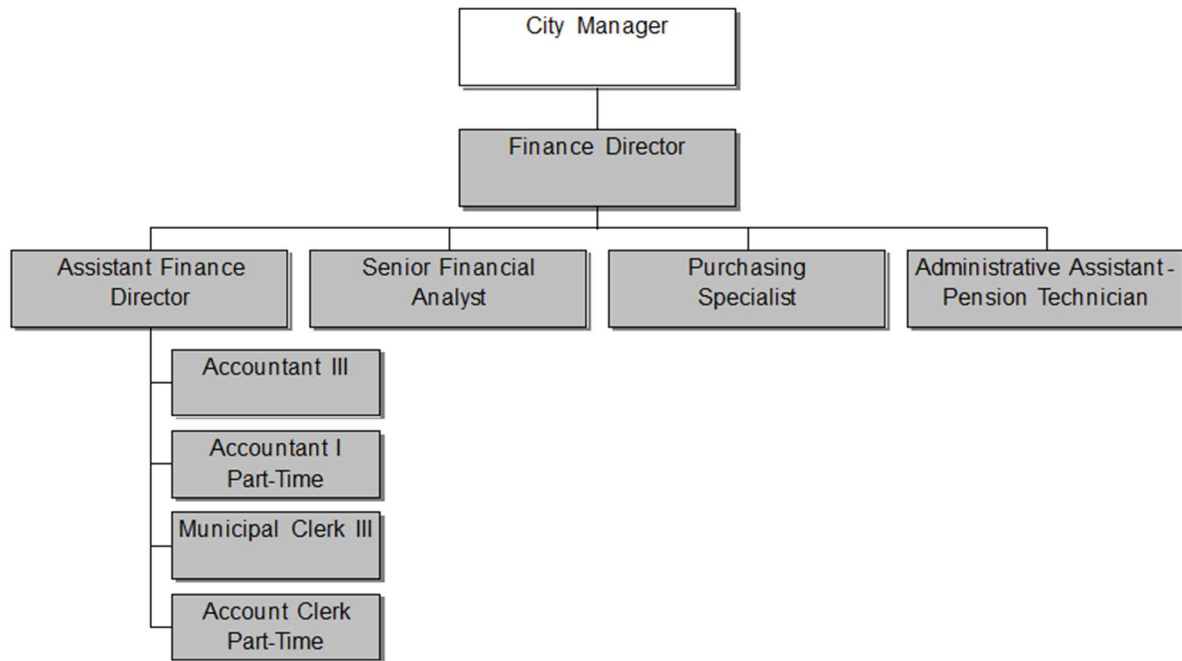 City Manager
Finance Director
Assistant Finance
Director
Senior Financial
Analyst
Purchasing
Specialist
Administrative Assistant-
Pension Technician
Accountant III
Accountant I
Part-Time
Municipal Clerk III
Account Clerk
Part-Time